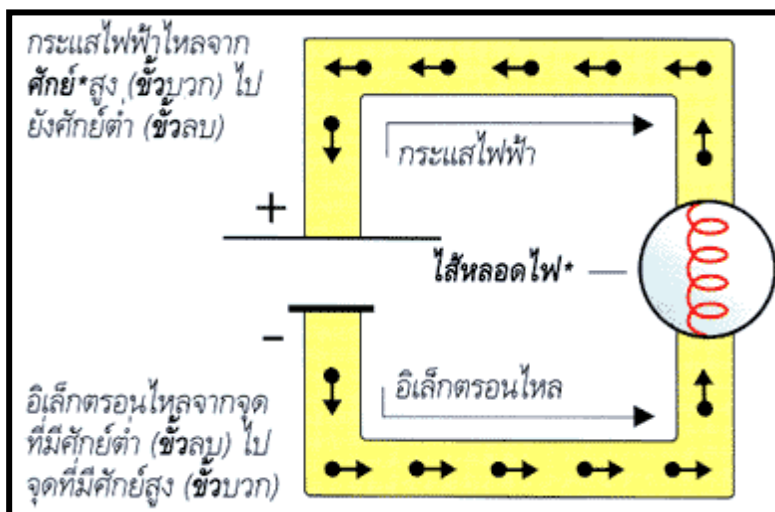 กระแสไฟฟ้าไหลจาก
ศักย์*สูง (ขั้วบวก) ไป
ยังศักย์ต่ำ (ขั้วลบ)
กระแสไฟฟ้า
+
ไส้หลอดไฟ*
-
อิเล็กตรอนไหล
อิเล็กตรอนไหลจากจุด
ที่มีศักย์ต่ำ (ขั้วลบ) ไป
จุดที่มีศักย์สูง (ขั้วบวก)